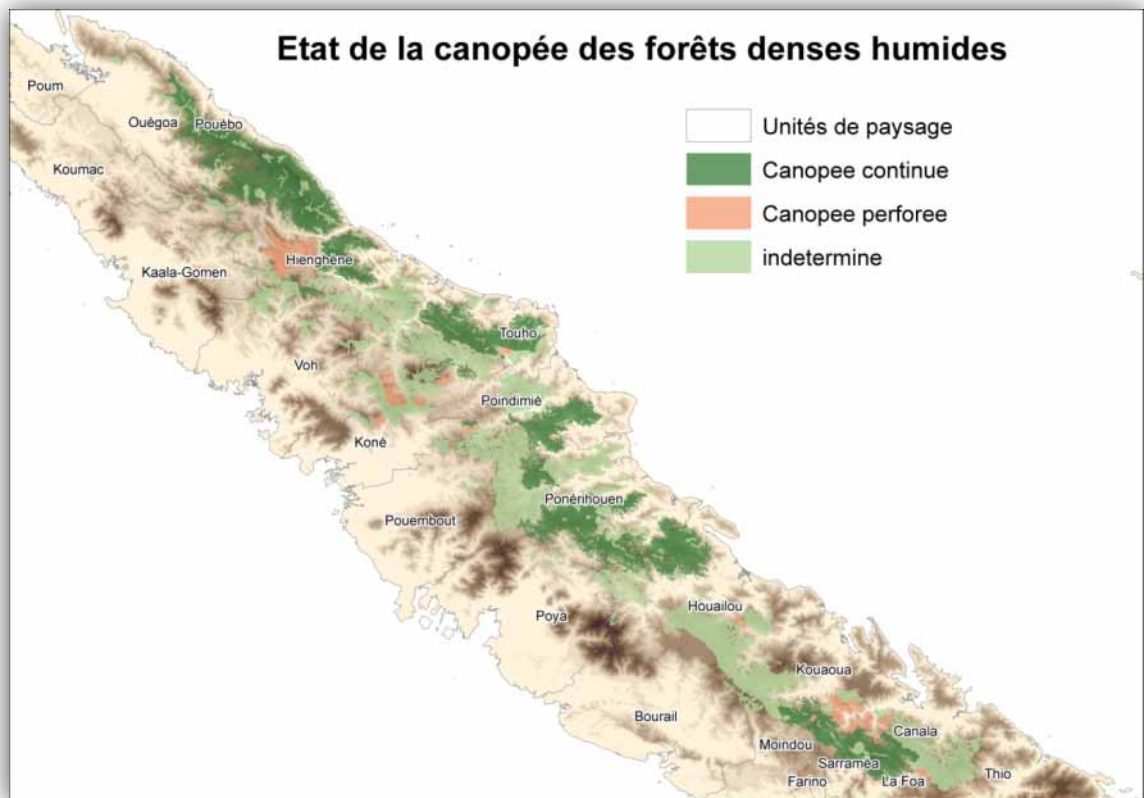 Etat de la canopée des forêts denses humides
Unités de paysage
Canopee continue
Canopee perforee
indetermine
Poum
Ouégoa
Pouébo
Koumac
Hienghène
Kaala-Gomen
Touho
Voh
Poindimié
Koné
Ponérihouen
Pouembout
Houaïlou
Poya
Kouaoua
Bourail
Canala
Moindou
Sarraméa
Thio
Farino
La Foa